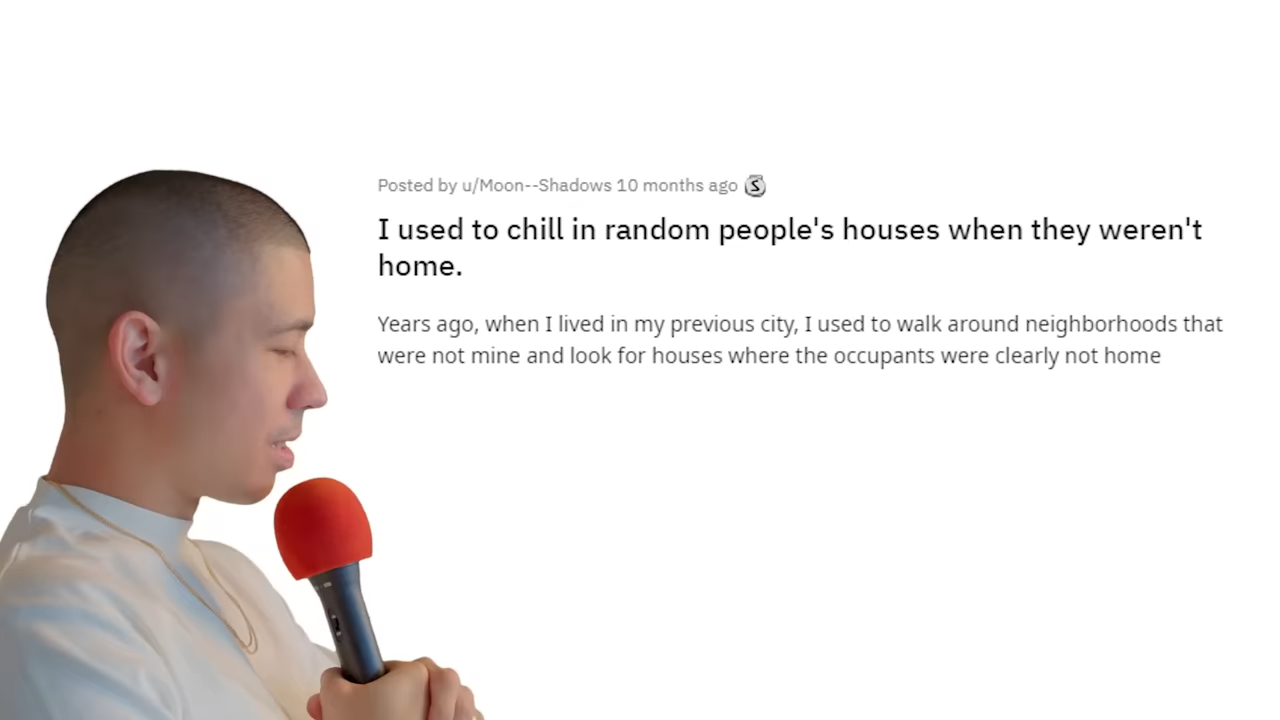 Posted by u/Moon--Shadows 10 months ago
I used to chill in random people's houses when they weren't
home.
Years ago, when I lived in my previous city, I used to walk around neighborhoods that
were not mine and look for houses where the occupants were clearly not home